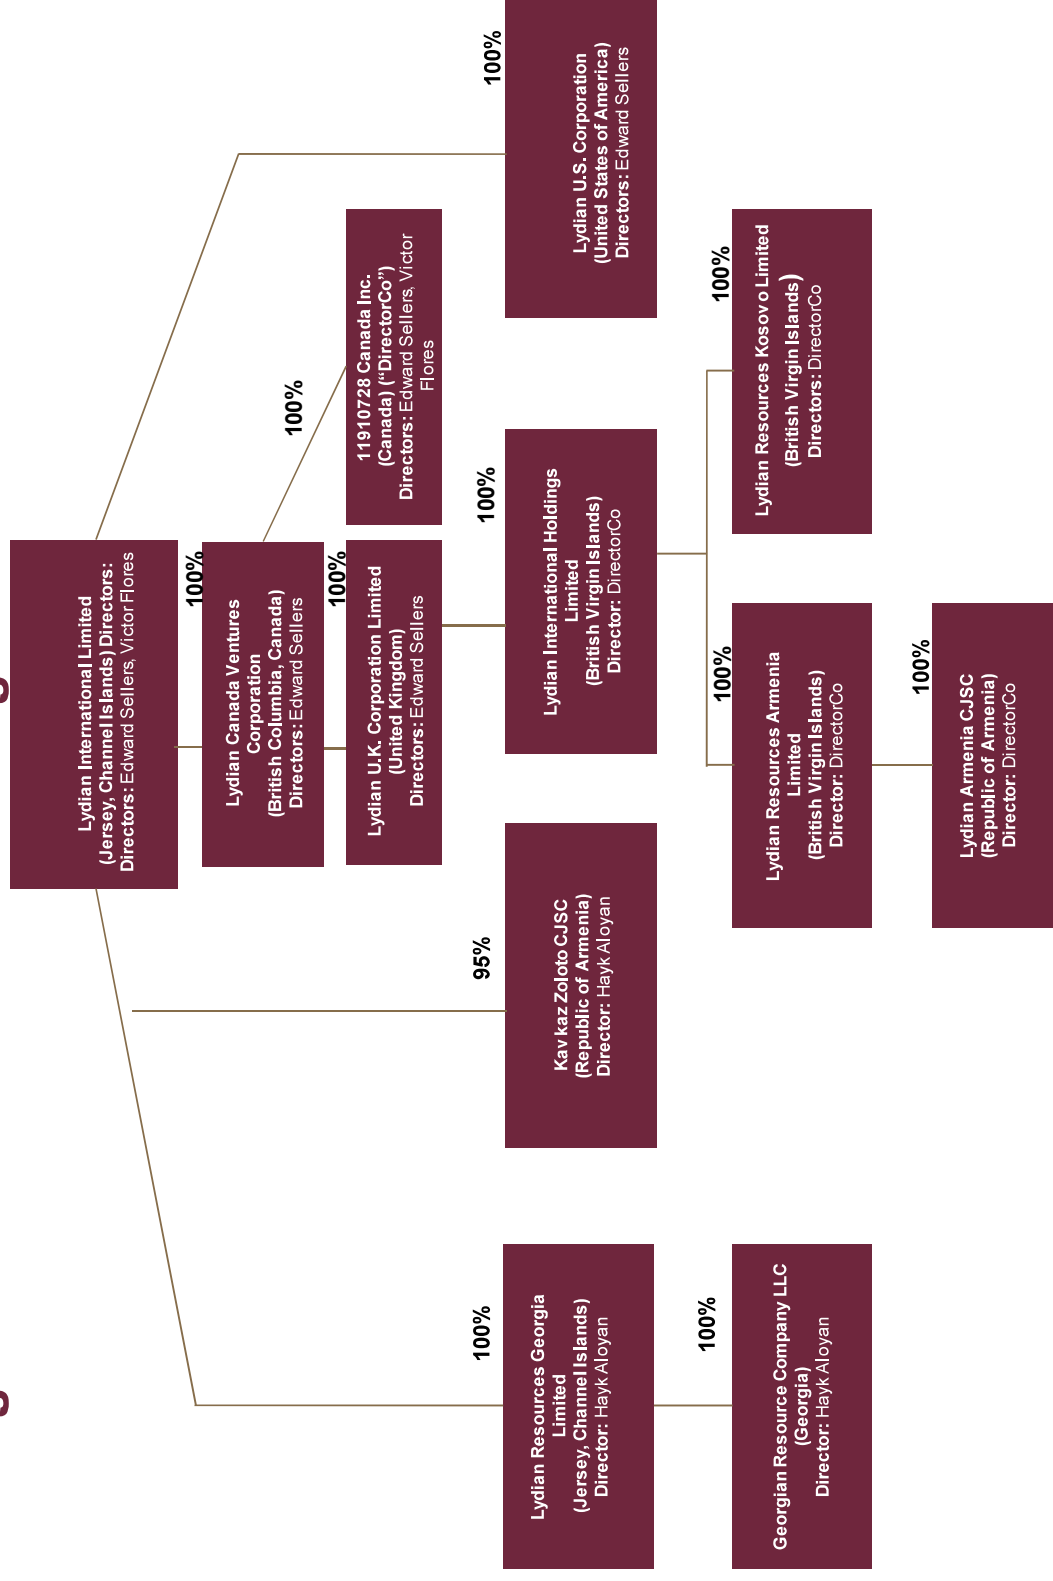 Lydian International Limited
(Jersey, Channel Islands) Directors:
Directors: Edward Sellers, Victor Flores
100%
Lydian Canada Ventures
Corporation
(British Columbia, Canada)
Directors: Edward Sellers
100%
100%
Lydian U.K. Corporation Limited
(United Kingdom)
Directors: Edward Sellers
11910728 Canada Inc.
(Canada) (“DirectorCo”)
Directors: Edward Sellers, Victor
Flores
100%
95%
100%
100%
Lydian Resources Georgia
Limited
(Jersey, Channel Islands)
Director: Hayk Aloyan
Kavkaz Zoloto CJSC
(Republic of Armenia)
Director: Hayk Aloyan
Lydian International Holdings
Limited
(British Virgin Islands)
Director: DirectorCo
Lydian U.S. Corporation
(United States of America)
Directors: Edward Sellers
100%
100%
100%
Georgian Resource Company LLC
(Georgia)
Director: Hayk Aloyan
Lydian Resources Armenia
Limited
(British Virgin Islands)
Director: DirectorCo
Lydian Resources Kosovo Limited
(British Virgin Islands)
Directors: DirectorCo
100%
Lydian Armenia CJSC
(Republic of Armenia)
Director: DirectorCo